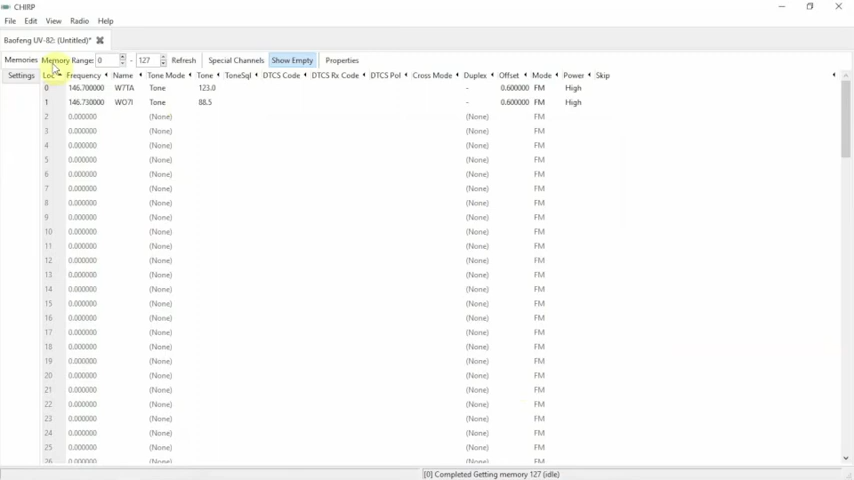 CHIRP
File Edit View Radio Help
Baofeng UV-82: (Untitled)*
Memories Memory Range: 0 - 127 Refresh Special Channels Show Empty Properties
Settings Loc Frequency Name Tone Mode Tone ToneSql DTCS Code DTCS Rx Code DTCS Pol Cross Mode Duplex Offset Mode Power Skip
0 146.700000 W7TA Tone 123.0 - 0.600000 FM High
1 146.730000 WO7I Tone 88.5 - 0.600000 FM High
2 0.000000 (None) (None) FM
3 0.000000 (None) (None) FM
4 0.000000 (None) (None) FM
5 0.000000 (None) (None) FM
6 0.000000 (None) (None) FM
7 0.000000 (None) (None) FM
8 0.000000 (None) (None) FM
9 0.000000 (None) (None) FM
10 0.000000 (None) (None) FM
11 0.000000 (None) (None) FM
12 0.000000 (None) (None) FM
13 0.000000 (None) (None) FM
14 0.000000 (None) (None) FM
15 0.000000 (None) (None) FM
16 0.000000 (None) (None) FM
17 0.000000 (None) (None) FM
18 0.000000 (None) (None) FM
19 0.000000 (None) (None) FM
20 0.000000 (None) (None) FM
21 0.000000 (None) (None) FM
22 0.000000 (None) (None) FM
23 0.000000 (None) (None) FM
24 0.000000 (None) (None) FM
25 0.000000 (None) (None) FM
26 0.000000 (None) (None) FM
[0] Completed Getting memory 127 (idle)